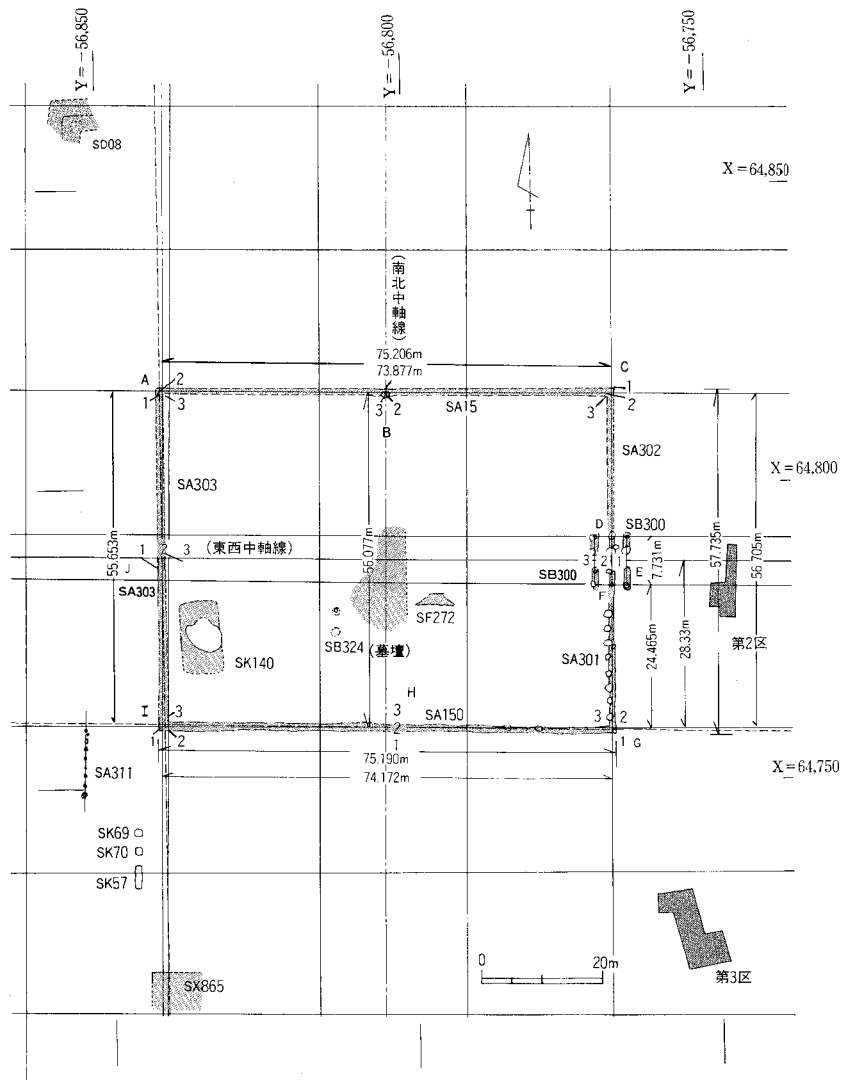 Y=-56,850
Y=-56,800
Y=-56,750
SD08
X=64,850
(南北中軸線)
75.206m
73.877m
A
2
1
3
3
2
B
SA15
C
1
2
3
SA302
SA303
X=64,800
55.653m
56.077m
57.735m
56.705m
D
SB300
1
2
3
(東西中軸線)
J
3
2
1
E
7.731m
SA303
SB300
F
SF272
SB324(墓壇)
SK140
SA301
24.465m
28.33m
第2区
H
3
2
1
I
3
1
2
SA150
3
2
1
G
75.190m
74.172m
X=64,750
SA311
SK69
SK70
SK57
0
20m
SX865
第3区